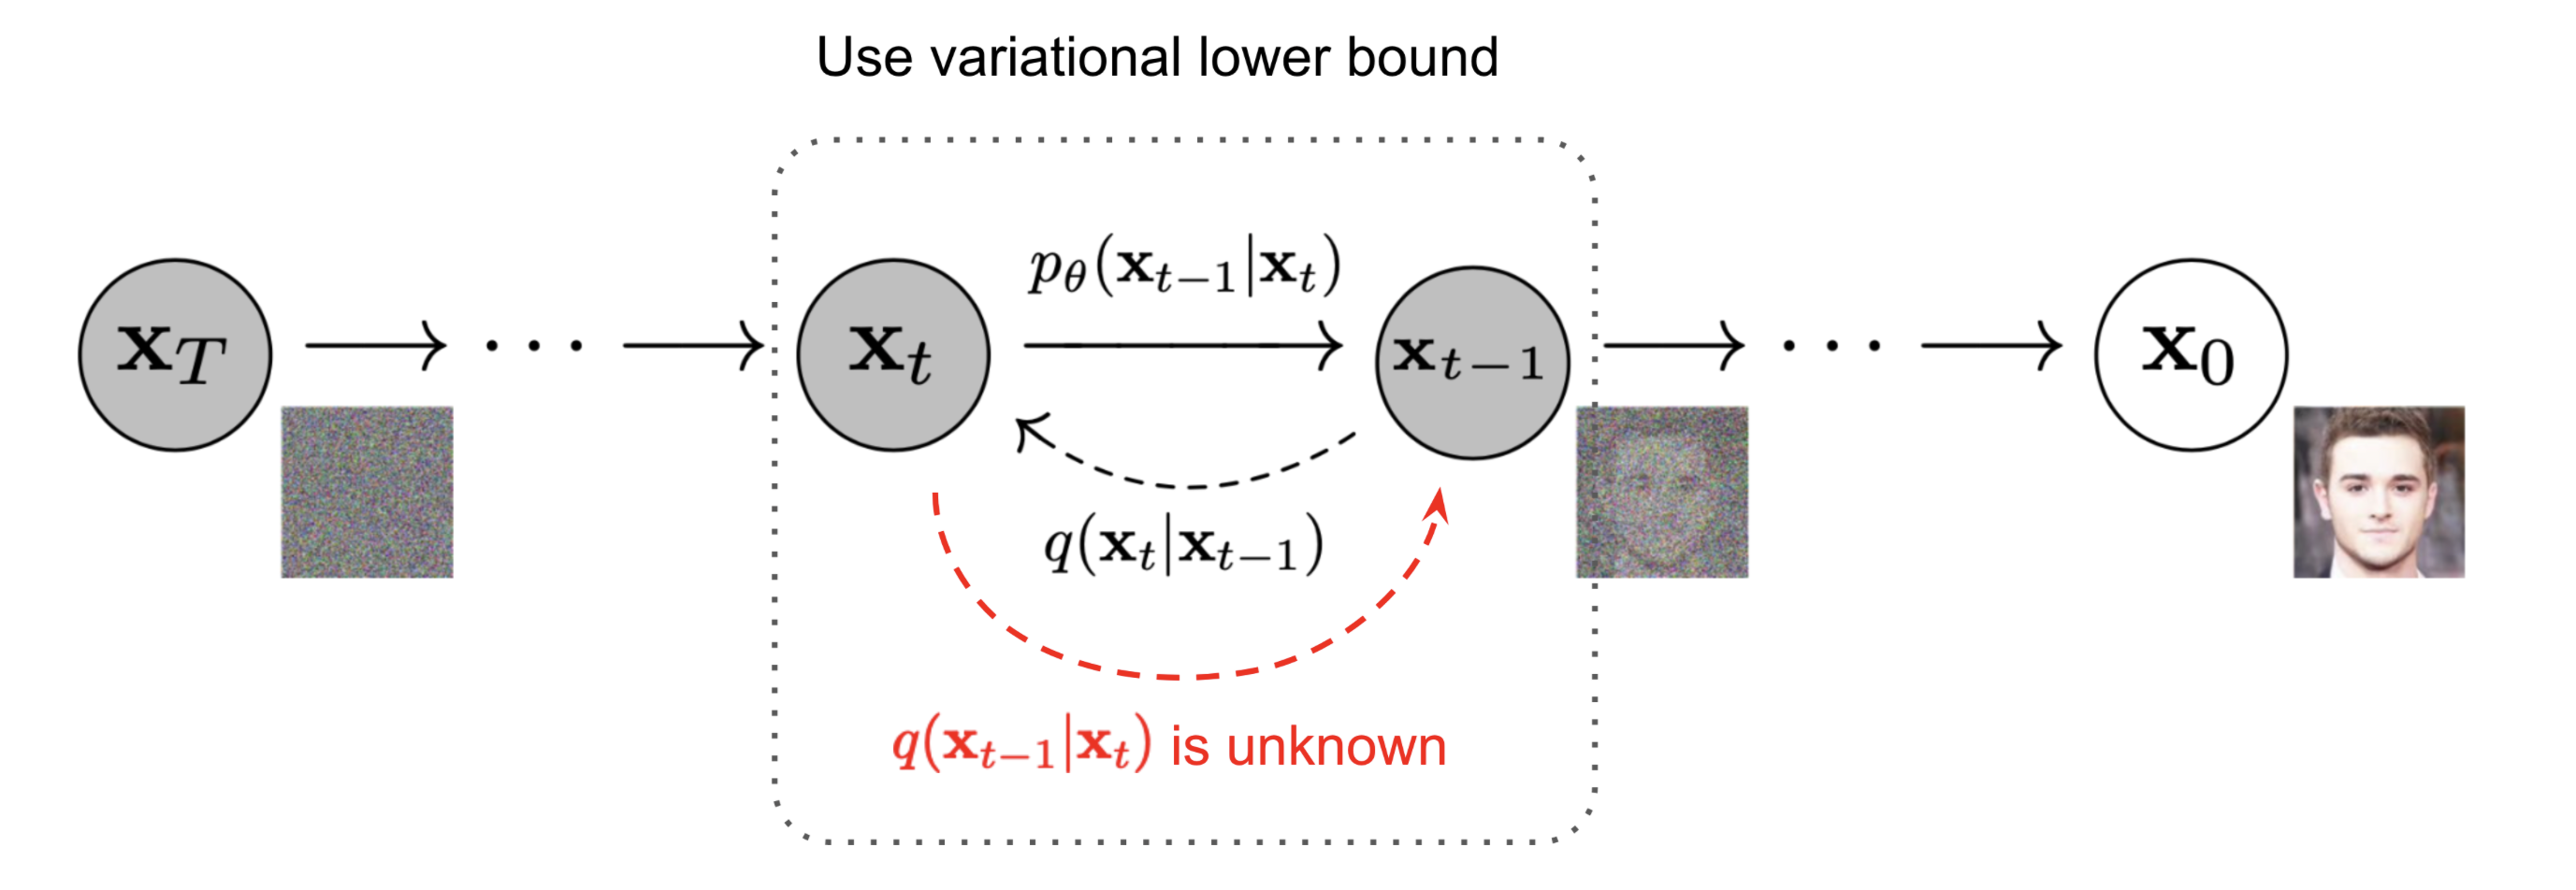 Use variational lower bound
p_θ(x_{t−1}|x_t)
x_T → ··· → x_t → x_{t−1} → ··· → x_0
q(x_t|x_{t−1})
q(x_{t−1}|x_t) is unknown